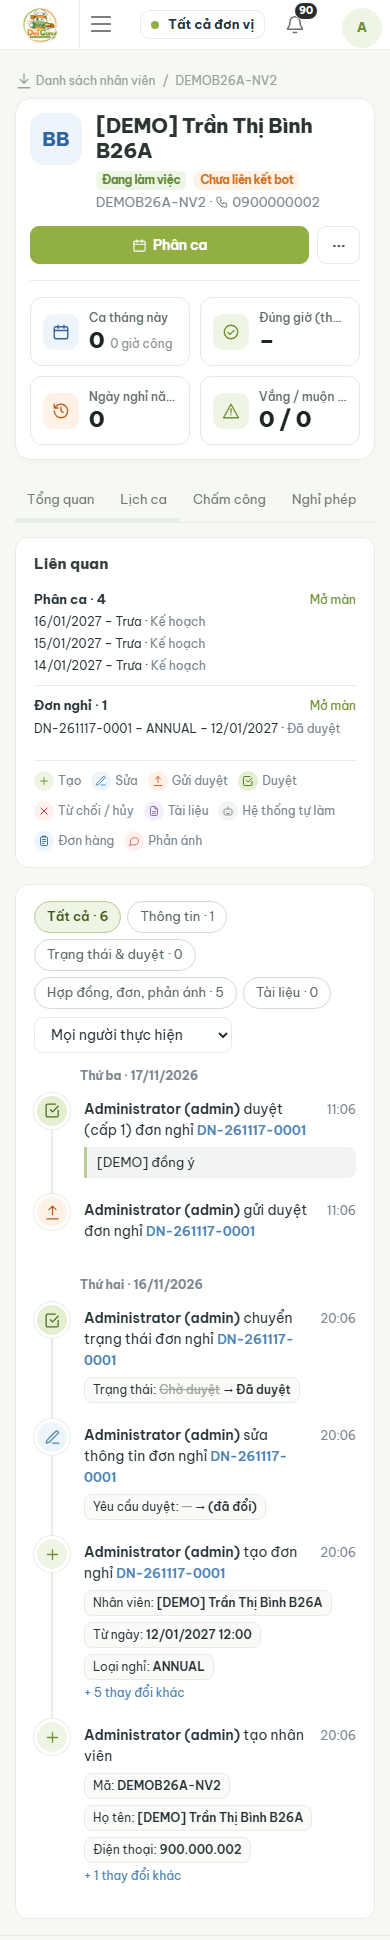 Tất cả đơn vị
90
A
Danh sách nhân viên / DEMOB26A-NV2
BB
[DEMO] Trần Thị Bình
B26A
Đang làm việc Chưa liên kết bot
DEMOB26A-NV2 · 0900000002
Phân ca
...
Ca tháng này
0 0 giờ công
Đúng giờ (th...
–
Ngày nghỉ nă...
0
Vắng / muộn ...
0 / 0
Tổng quan Lịch ca Chấm công Nghỉ phép
Liên quan
Phân ca · 4 Mở màn
16/01/2027 – Trưa · Kế hoạch
15/01/2027 – Trưa · Kế hoạch
14/01/2027 – Trưa · Kế hoạch
Đơn nghỉ · 1 Mở màn
DN-261117-0001 – ANNUAL – 12/01/2027 · Đã duyệt
Tạo Sửa Gửi duyệt Duyệt
Từ chối / hủy Tài liệu Hệ thống tự làm
Đơn hàng Phản ánh
Tất cả · 6 Thông tin · 1
Trạng thái & duyệt · 0
Hợp đồng, đơn, phản ánh · 5 Tài liệu · 0
Mọi người thực hiện
Thứ ba · 17/11/2026
Administrator (admin) duyệt 11:06
(cấp 1) đơn nghỉ DN-261117-0001
[DEMO] đồng ý
Administrator (admin) gửi duyệt 11:06
đơn nghỉ DN-261117-0001
Thứ hai · 16/11/2026
Administrator (admin) chuyển 20:06
trạng thái đơn nghỉ DN-261117-
0001
Trạng thái: Chờ duyệt → Đã duyệt
Administrator (admin) sửa 20:06
thông tin đơn nghỉ DN-261117-
0001
Yêu cầu duyệt: — → (đã đổi)
Administrator (admin) tạo đơn 20:06
nghỉ DN-261117-0001
Nhân viên: [DEMO] Trần Thị Bình B26A
Từ ngày: 12/01/2027 12:00
Loại nghỉ: ANNUAL
+ 5 thay đổi khác
Administrator (admin) tạo nhân 20:06
viên
Mã: DEMOB26A-NV2
Họ tên: [DEMO] Trần Thị Bình B26A
Điện thoại: 900.000.002
+ 1 thay đổi khác